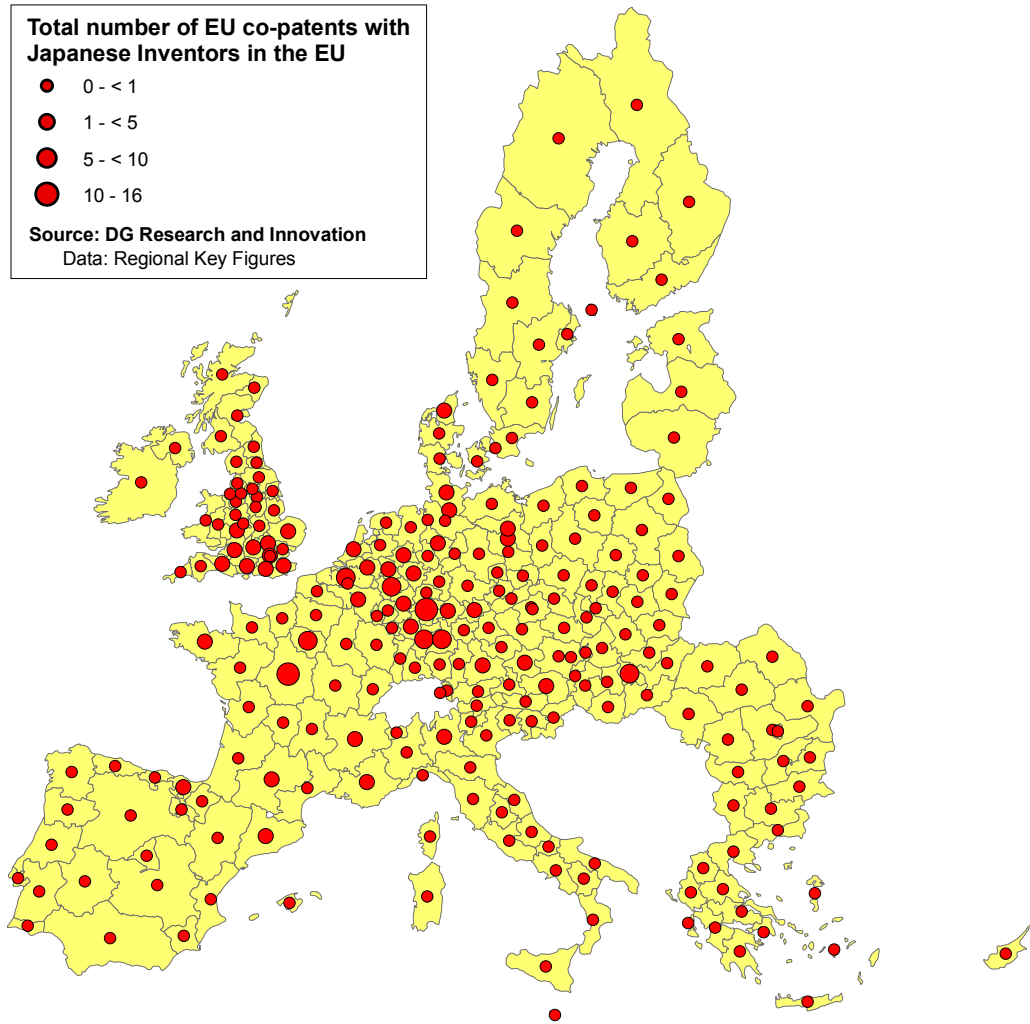 Total number of EU co-patents with
Japanese Inventors in the EU
0 - < 1
1 - < 5
5 - < 10
10 - 16
Source: DG Research and Innovation
Data: Regional Key Figures